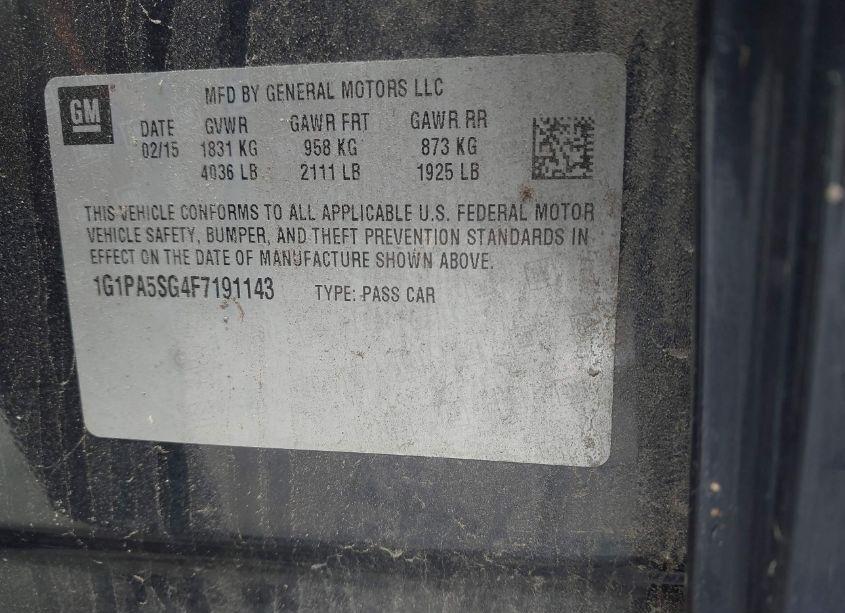 GM
MFD BY GENERAL MOTORS LLC
DATE GVWR GAWR FRT GAWR RR
02/15 1831 KG 958 KG 873 KG
4036 LB 2111 LB 1925 LB
THIS VEHICLE CONFORMS TO ALL APPLICABLE U.S. FEDERAL MOTOR
VEHICLE SAFETY, BUMPER, AND THEFT PREVENTION STANDARDS IN
EFFECT ON THE DATE OF MANUFACTURE SHOWN ABOVE.
1G1PA5SG4F7191143 TYPE: PASS CAR